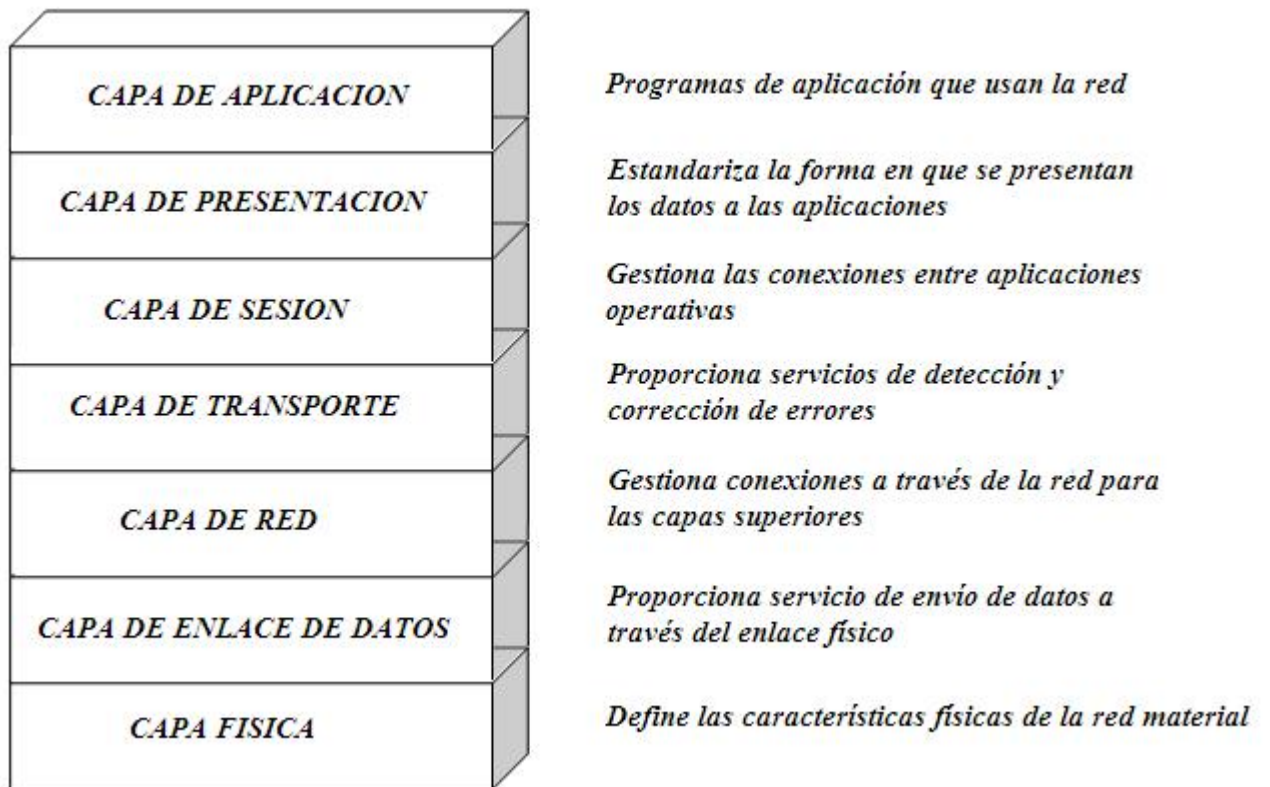 CAPA DE APLICACION
Programas de aplicación que usan la red
CAPA DE PRESENTACION
Estandariza la forma en que se presentan
los datos a las aplicaciones
CAPA DE SESION
Gestiona las conexiones entre aplicaciones
operativas
CAPA DE TRANSPORTE
Proporciona servicios de detección y
corrección de errores
CAPA DE RED
Gestiona conexiones a través de la red para
las capas superiores
CAPA DE ENLACE DE DATOS
Proporciona servicio de envío de datos a
través del enlace físico
CAPA FISICA
Define las características físicas de la red material